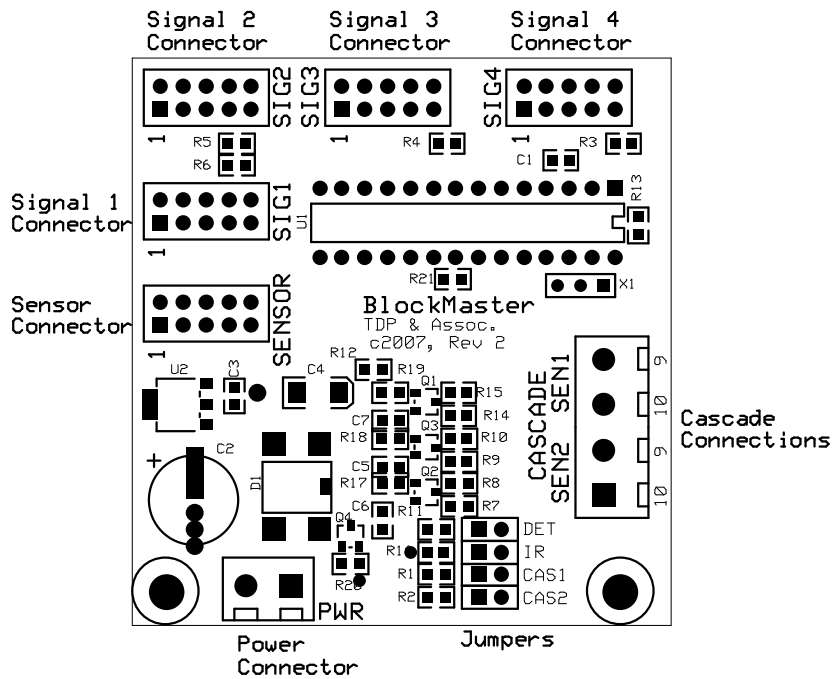 Signal 2
Connector
Signal 3
Connector
Signal 4
Connector
SIG2
SIG3
SIG4
1
1
1
R5
R6
R4
C1
R3
Signal 1
Connector
SIG1
1
U1
R13
R21
X1
Sensor
Connector
SENSOR
1
BlockMaster
TDP & Assoc.
c2007, Rev 2
U2
C3
C4
R12
R19
Q1
R15
C7
R14
Q3
R18
R10
C5
R9
Q2
R17
R8
C6
R11
R7
C2
+
D1
Q4
R20
R1
R1
R2
DET
IR
CAS1
CAS2
CASCADE
SEN1
SEN2
9
10
9
10
Cascade
Connections
PWR
Power
Connector
Jumpers